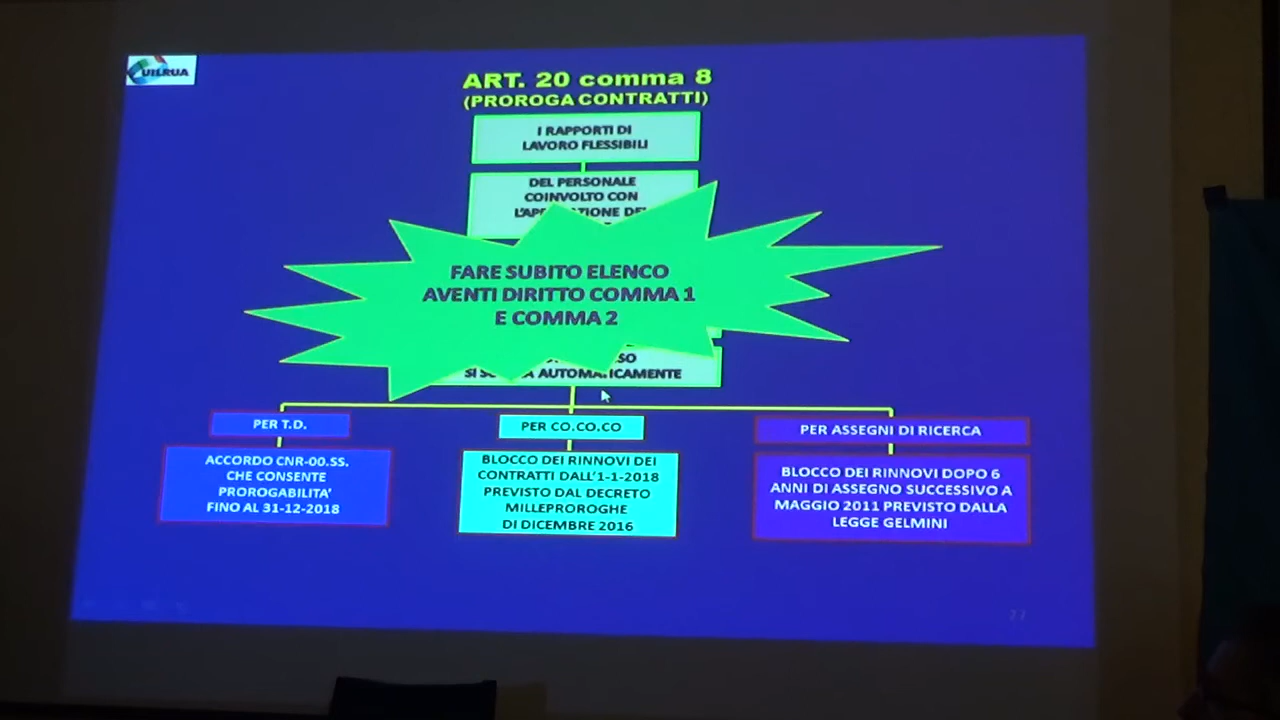 UILRUA
ART. 20 comma 8
(PROROGA CONTRATTI)
I RAPPORTI DI
LAVORO FLESSIBILI
DEL PERSONALE
COINVOLTO CON
FARE SUBITO ELENCO
AVENTI DIRITTO COMMA 1
E COMMA 2
AUTOMATICAMENTE
PER T.D.
ACCORDO CNR-OO.SS.
CHE CONSENTE
PROROGABILITA'
FINO AL 31-12-2018
PER CO.CO.CO
BLOCCO DEI RINNOVI DEI
CONTRATTI DALL'1-1-2018
PREVISTO DAL DECRETO
MILLEPROROGHE
DI DICEMBRE 2016
PER ASSEGNI DI RICERCA
BLOCCO DEI RINNOVI DOPO 6
ANNI DI ASSEGNO SUCCESSIVO A
MAGGIO 2011 PREVISTO DALLA
LEGGE GELMINI
77